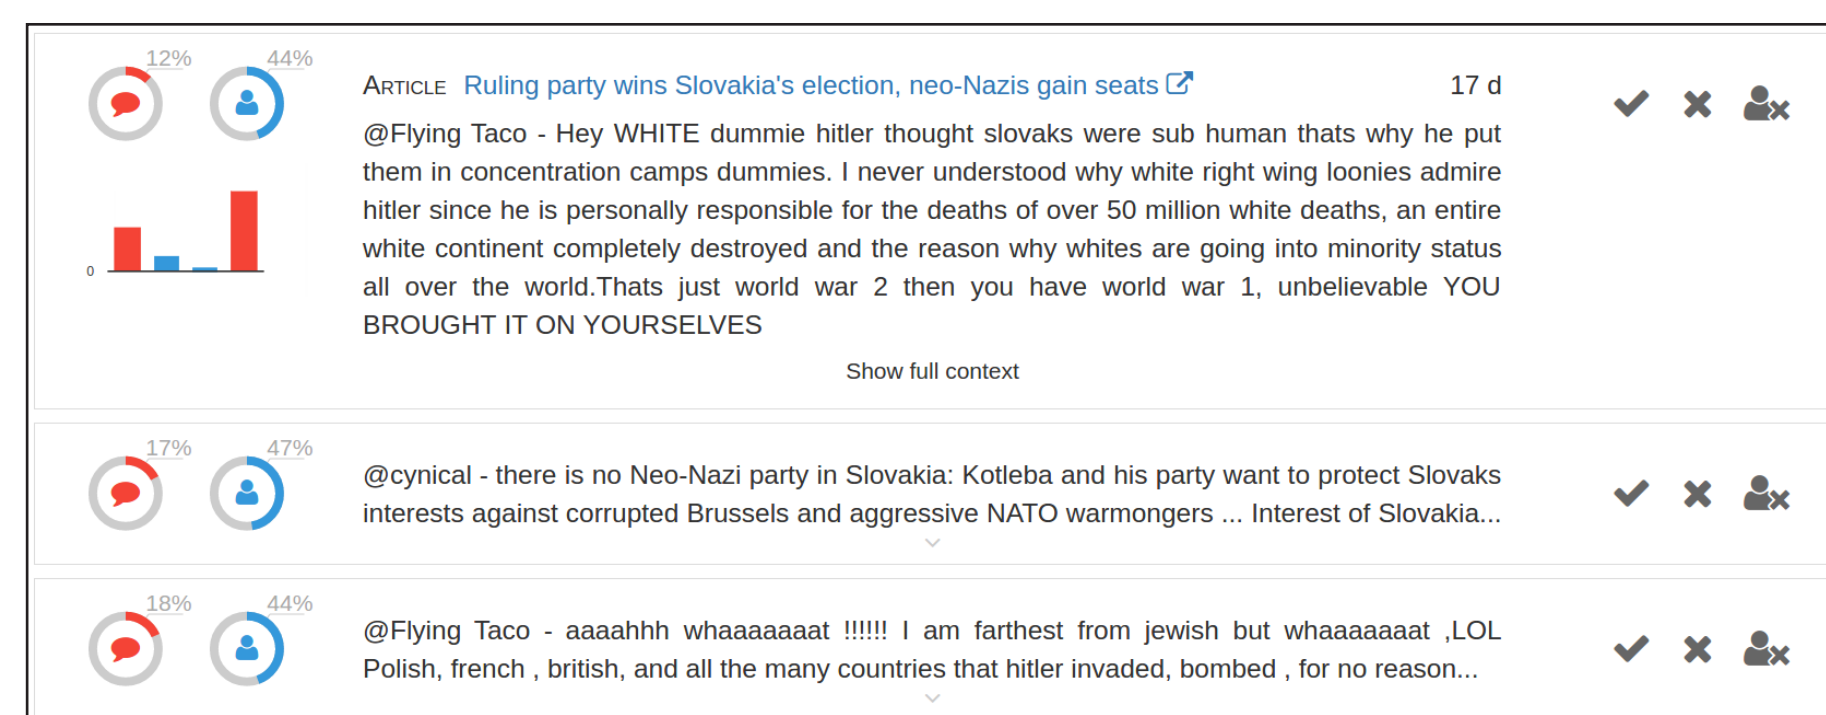 12% 44%
ARTICLE Ruling party wins Slovakia's election, neo-Nazis gain seats 17 d
@Flying Taco - Hey WHITE dummie hitler thought slovaks were sub human thats why he put
them in concentration camps dummies. I never understood why white right wing loonies admire
hitler since he is personally responsible for the deaths of over 50 million white deaths, an entire
white continent completely destroyed and the reason why whites are going into minority status
all over the world.Thats just world war 2 then you have world war 1, unbelievable YOU
BROUGHT IT ON YOURSELVES
0
Show full context
17% 47%
@cynical - there is no Neo-Nazi party in Slovakia: Kotleba and his party want to protect Slovaks
interests against corrupted Brussels and aggressive NATO warmongers ... Interest of Slovakia...
18% 44%
@Flying Taco - aaaahhh whaaaaaaat !!!!!! I am farthest from jewish but whaaaaaaat ,LOL
Polish, french , british, and all the many countries that hitler invaded, bombed , for no reason...